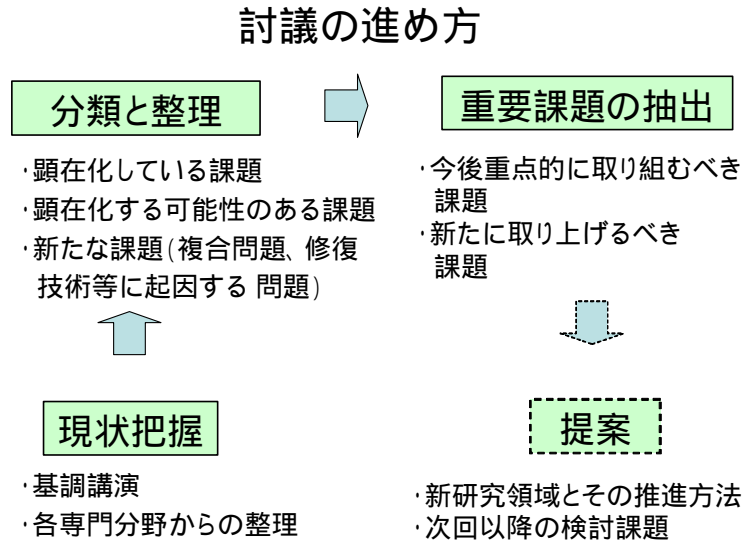 討議の進め方
分類と整理
・顕在化している課題
・顕在化する可能性のある課題
・新たな課題(複合問題、修復
技術等に起因する 問題)
重要課題の抽出
・今後重点的に取り組むべき
課題
・新たに取り上げるべき
課題
現状把握
・基調講演
・各専門分野からの整理
提案
・新研究領域とその推進方法
・次回以降の検討課題